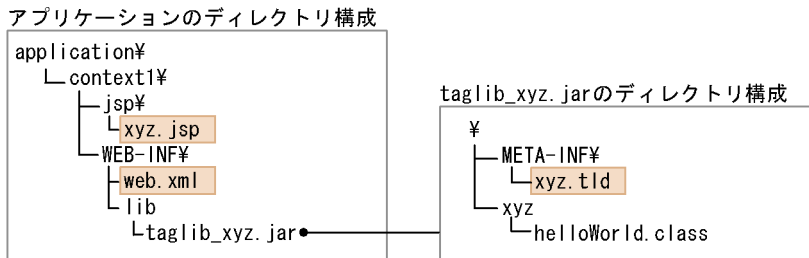 アプリケーションのディレクトリ構成
application¥
context1¥
jsp¥
xyz.jsp
WEB-INF¥
web.xml
lib
taglib_xyz.jar
taglib_xyz.jarのディレクトリ構成
¥
META-INF¥
xyz.tld
xyz
helloWorld.class